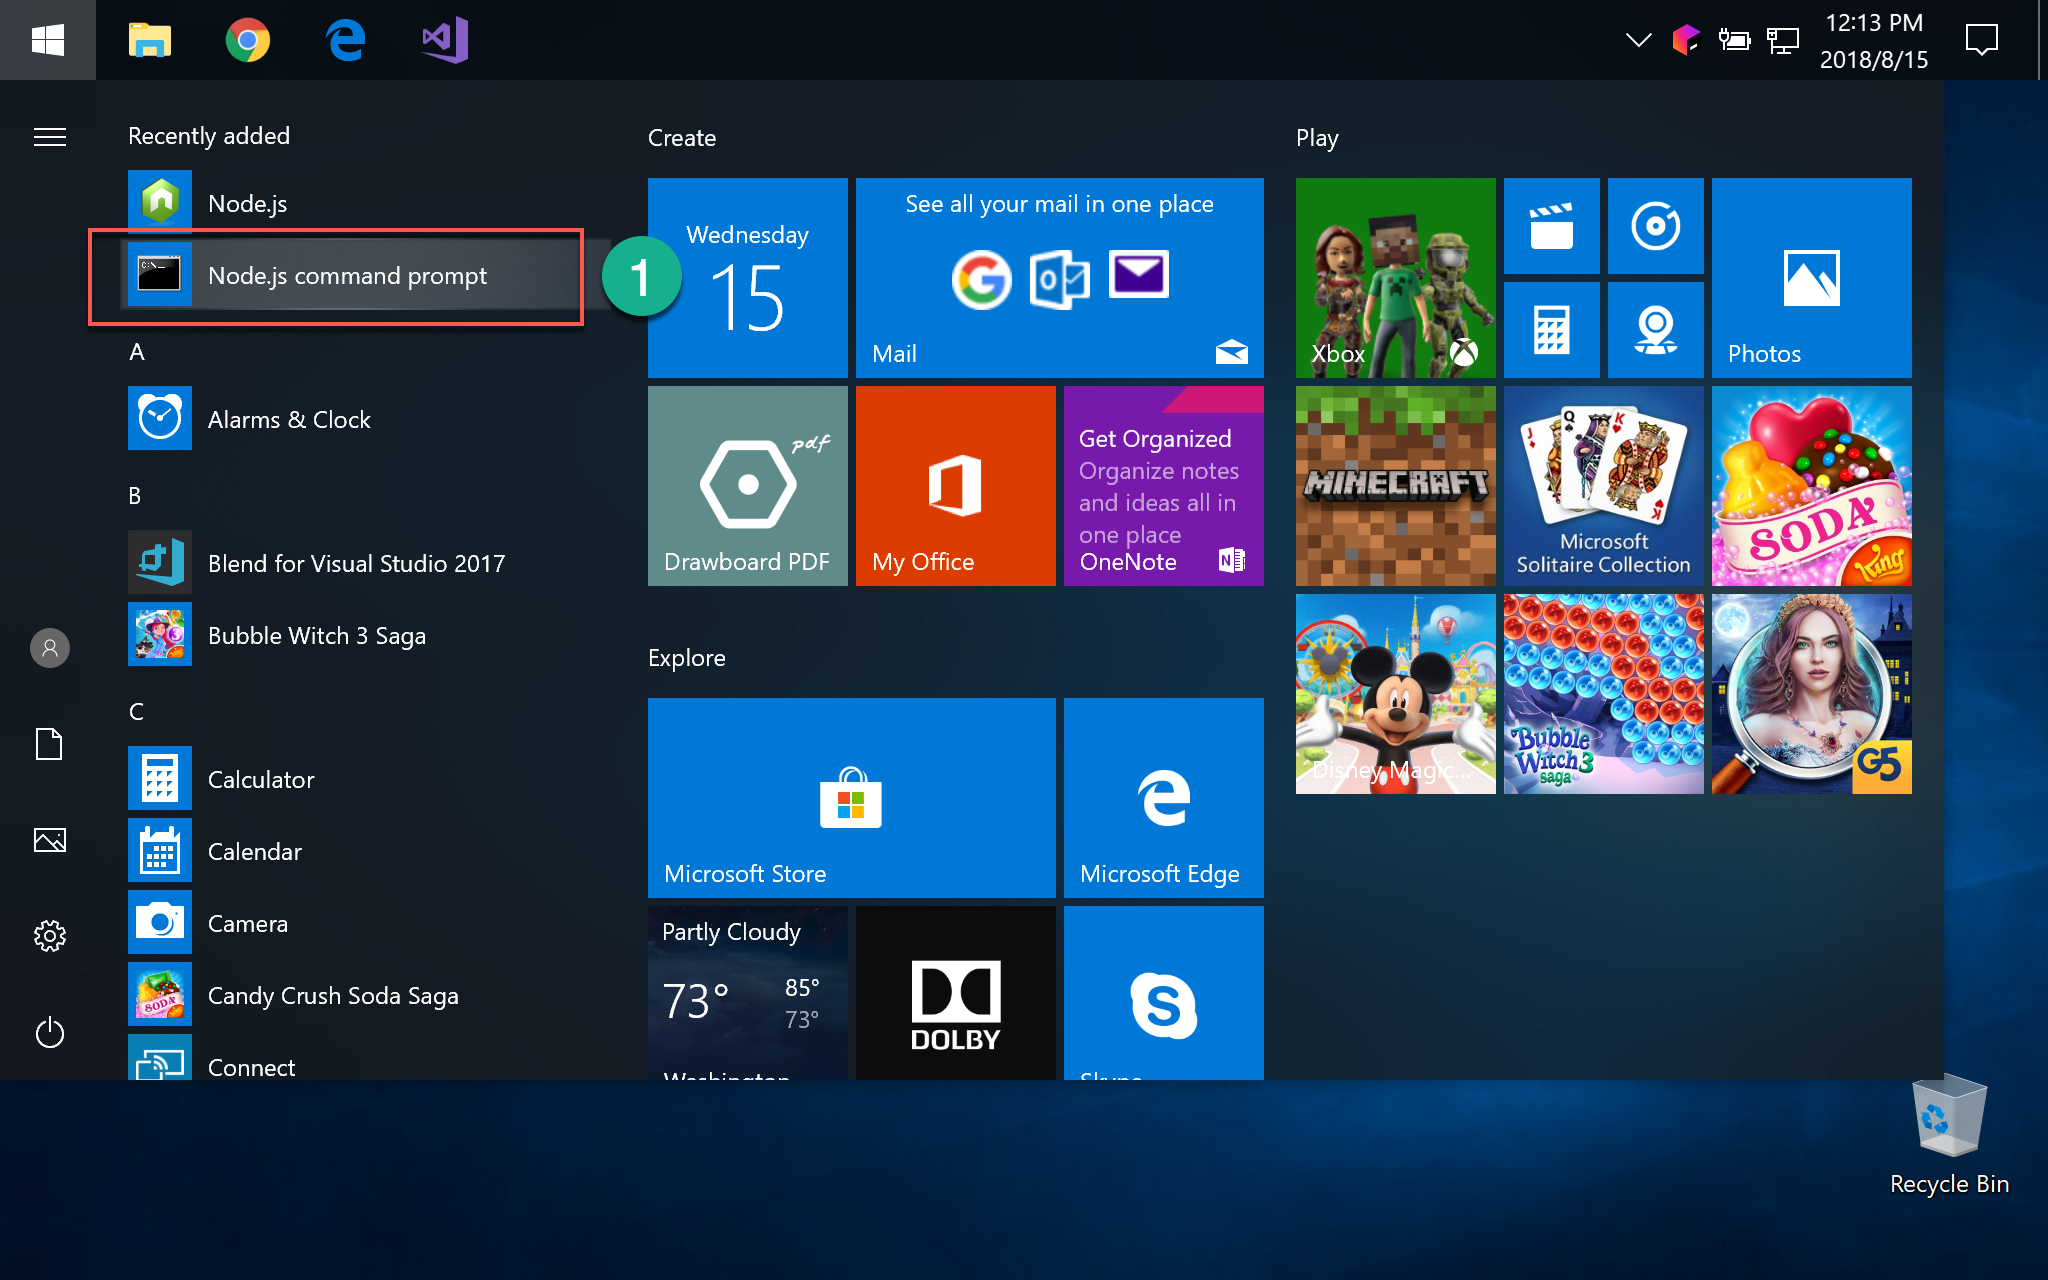 12:13 PM
2018/8/15
Recently added
Node.js
Node.js command prompt
1
A
Alarms & Clock
B
Blend for Visual Studio 2017
Bubble Witch 3 Saga
C
Calculator
Calendar
Camera
Candy Crush Soda Saga
Connect
Create
Wednesday
15
See all your mail in one place
Mail
pdf
Drawboard PDF
My Office
Get Organized
Organize notes
and ideas all in
one place
OneNote
Explore
Microsoft Store
Microsoft Edge
Partly Cloudy
73°
85°
73°
Washington
DOLBY
Skype
Play
Xbox
Photos
MINECRAFT
Microsoft
Solitaire Collection
SODA
King
Disney Magic...
Bubble
Witch 3
saga
G5
Recycle Bin